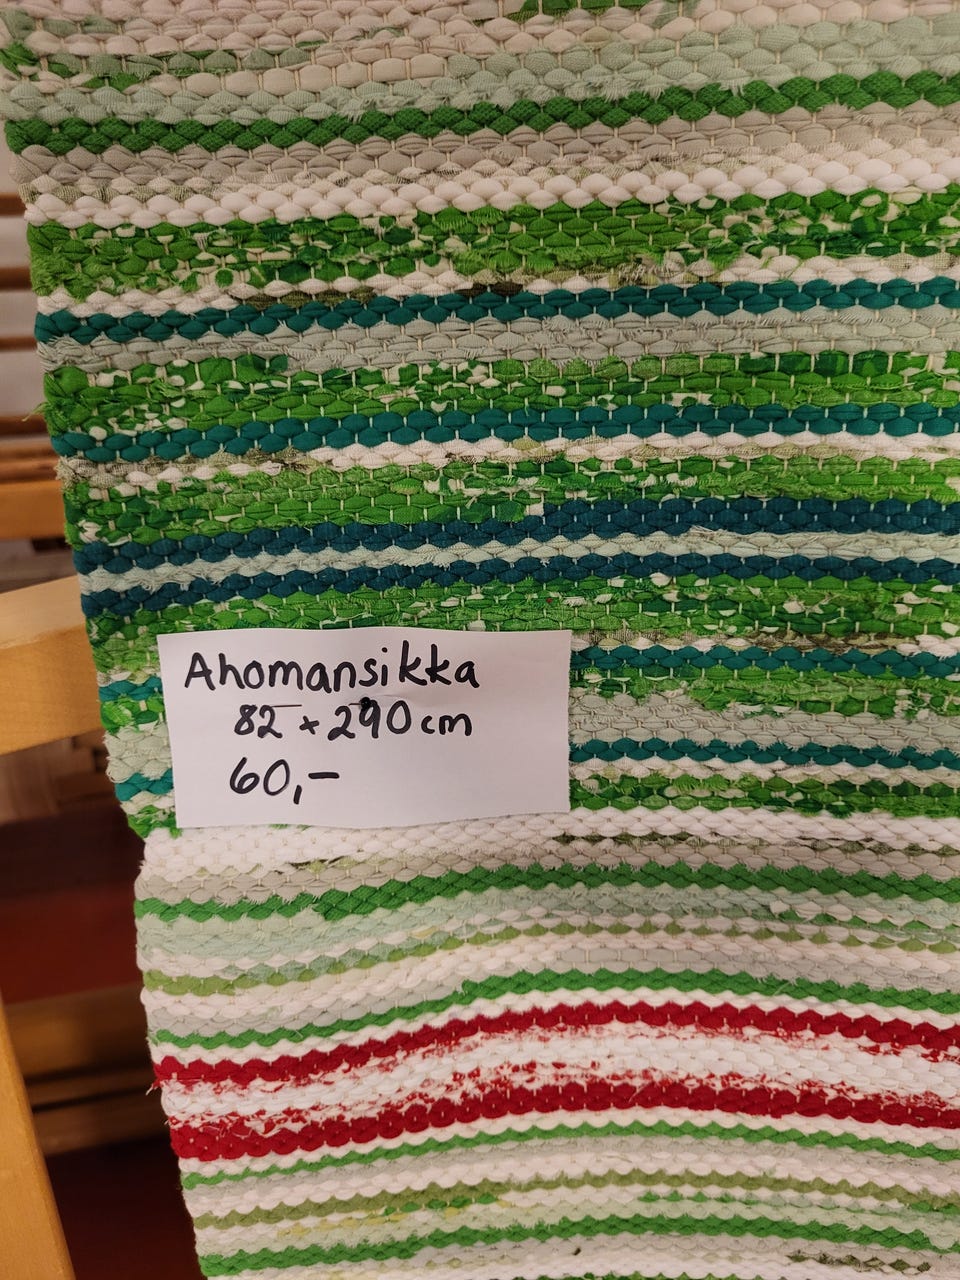 Ahomansikka
82 x 290 cm
60,-